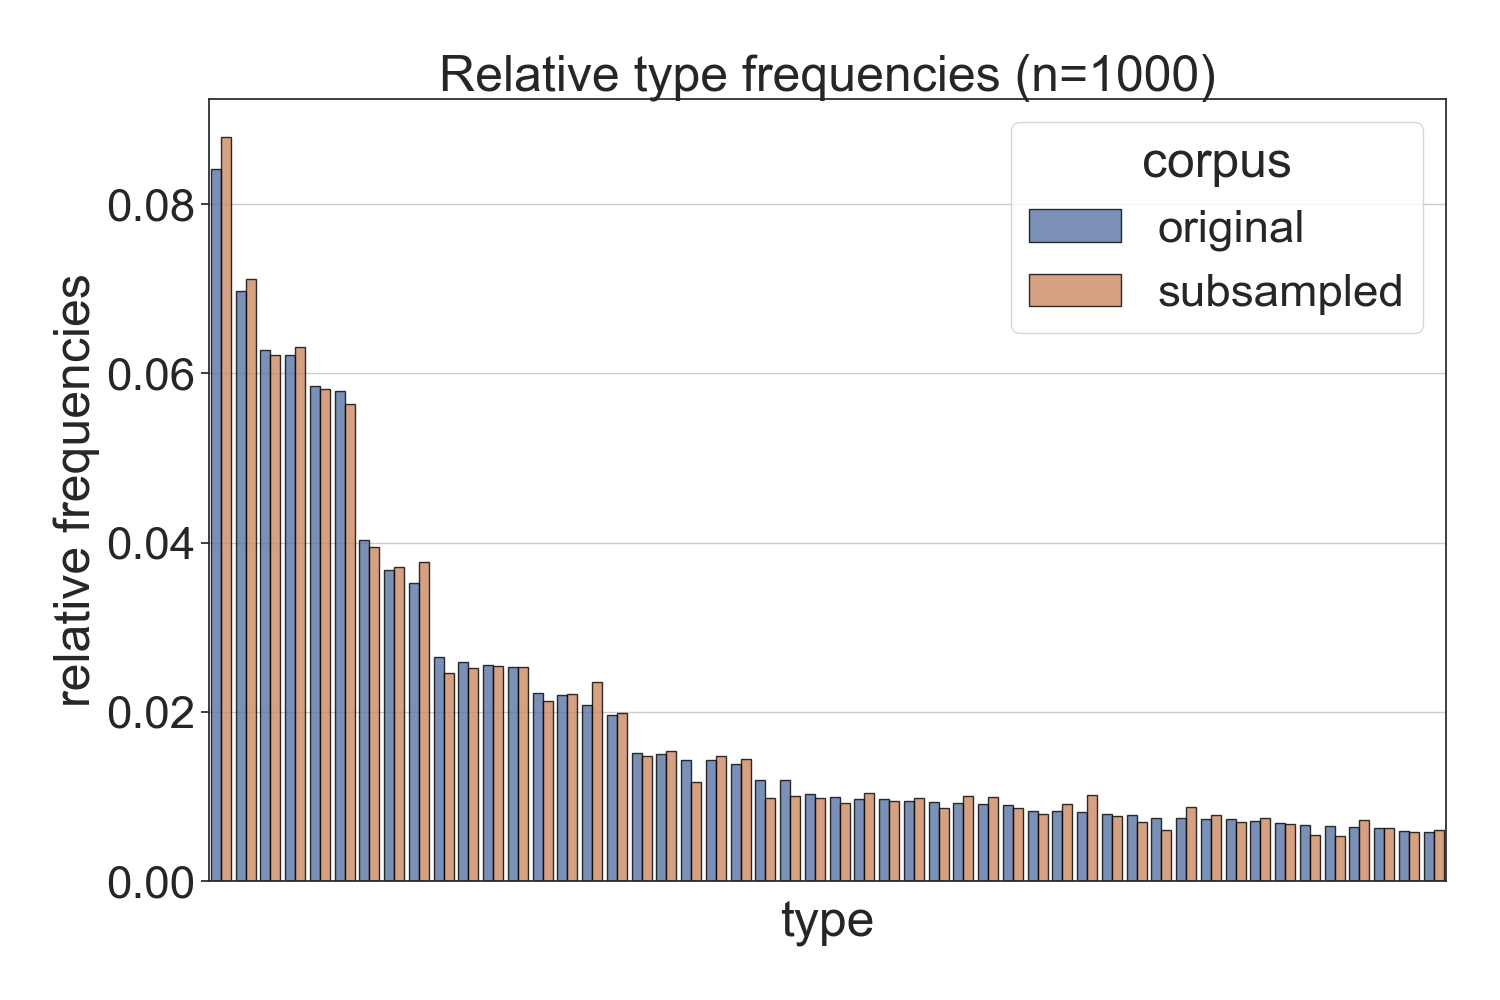 Relative type frequencies (n=1000)
corpus
original
subsampled
relative frequencies
0.08
0.06
0.04
0.02
0.00
type